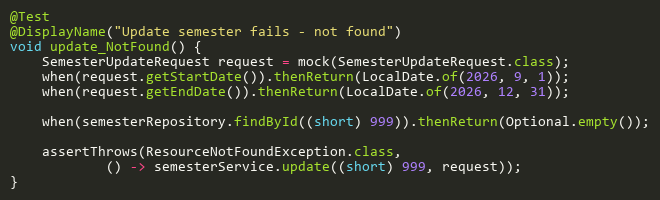 @Test
@DisplayName("Update semester fails - not found")
void update_NotFound() {
    SemesterUpdateRequest request = mock(SemesterUpdateRequest.class);
    when(request.getStartDate()).thenReturn(LocalDate.of(2026, 9, 1));
    when(request.getEndDate()).thenReturn(LocalDate.of(2026, 12, 31));

    when(semesterRepository.findById((short) 999)).thenReturn(Optional.empty());

    assertThrows(ResourceNotFoundException.class,
            () -> semesterService.update((short) 999, request));
}